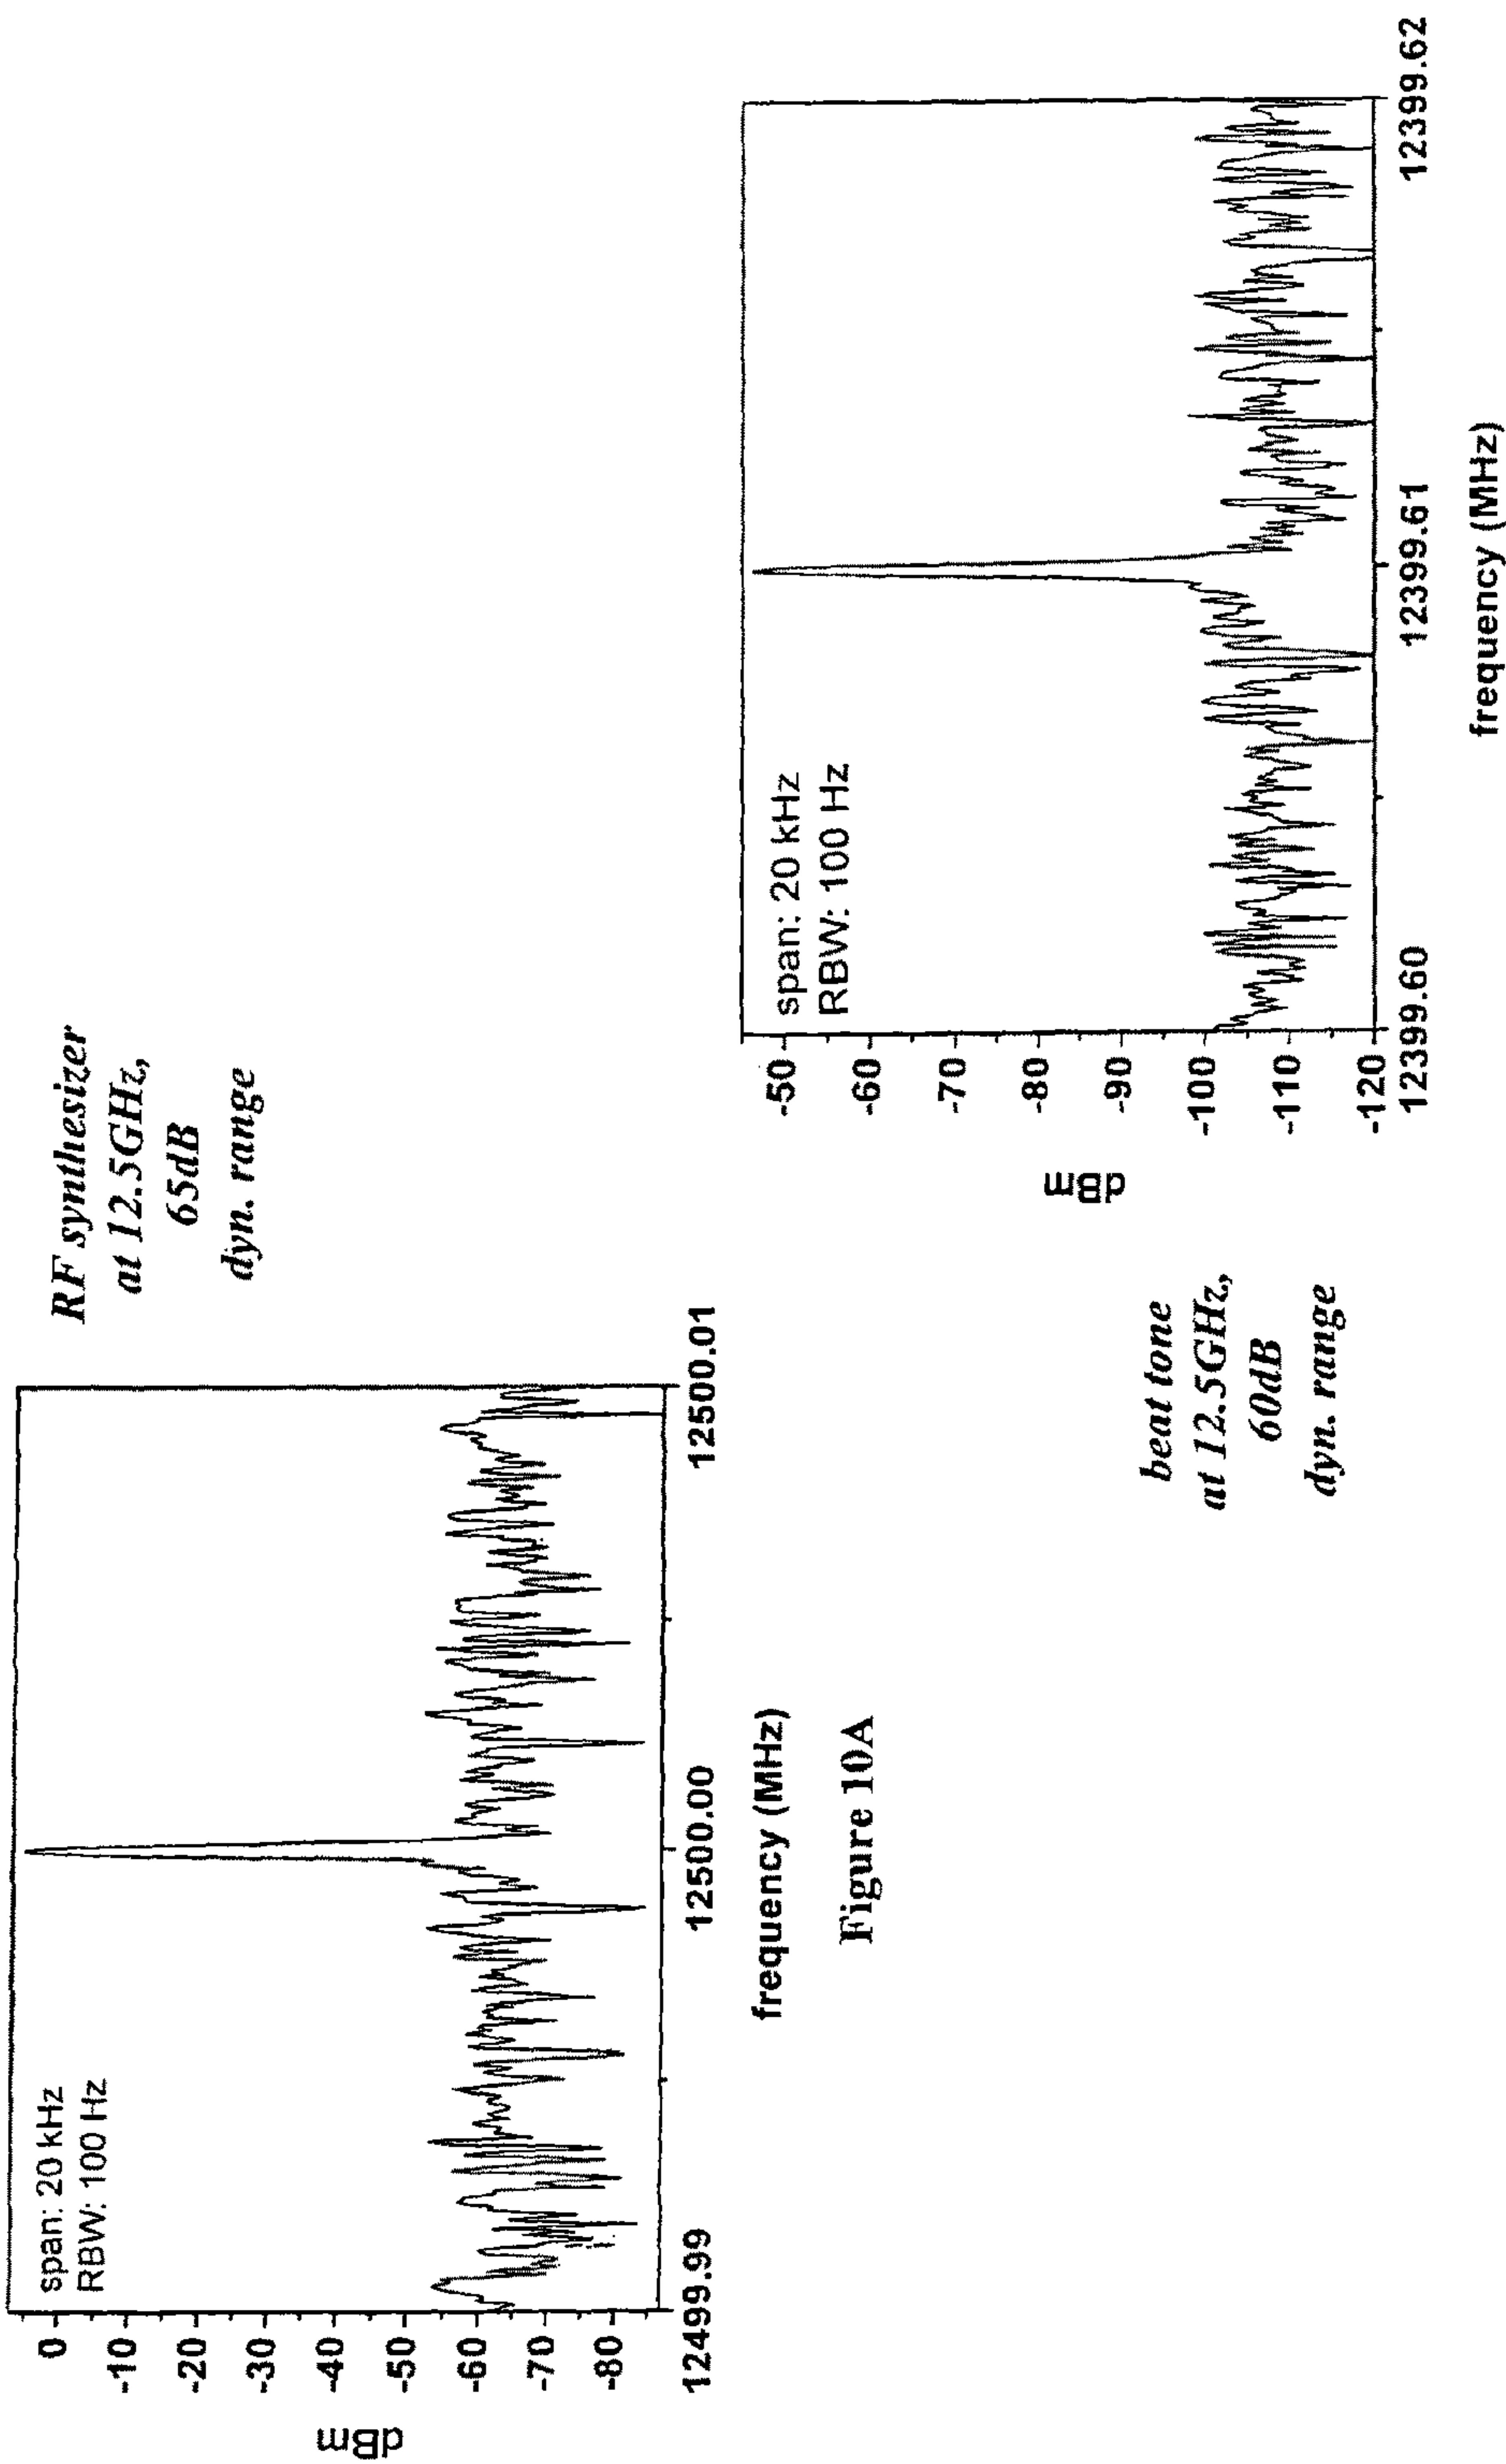 RF synthesizer
at 12.5GHz,
65dB
dyn. range
span: 20 kHz
RBW: 100 Hz
dBm
0
-10
-20
-30
-40
-50
-60
-70
-80
12499.99
12500.00
12500.01
frequency (MHz)
Figure 10A
beat tone
at 12.5GHz,
60dB
dyn. range
span: 20 kHz
RBW: 100 Hz
dBm
-50
-60
-70
-80
-90
-100
-110
-120
12399.60
12399.61
12399.62
frequency (MHz)